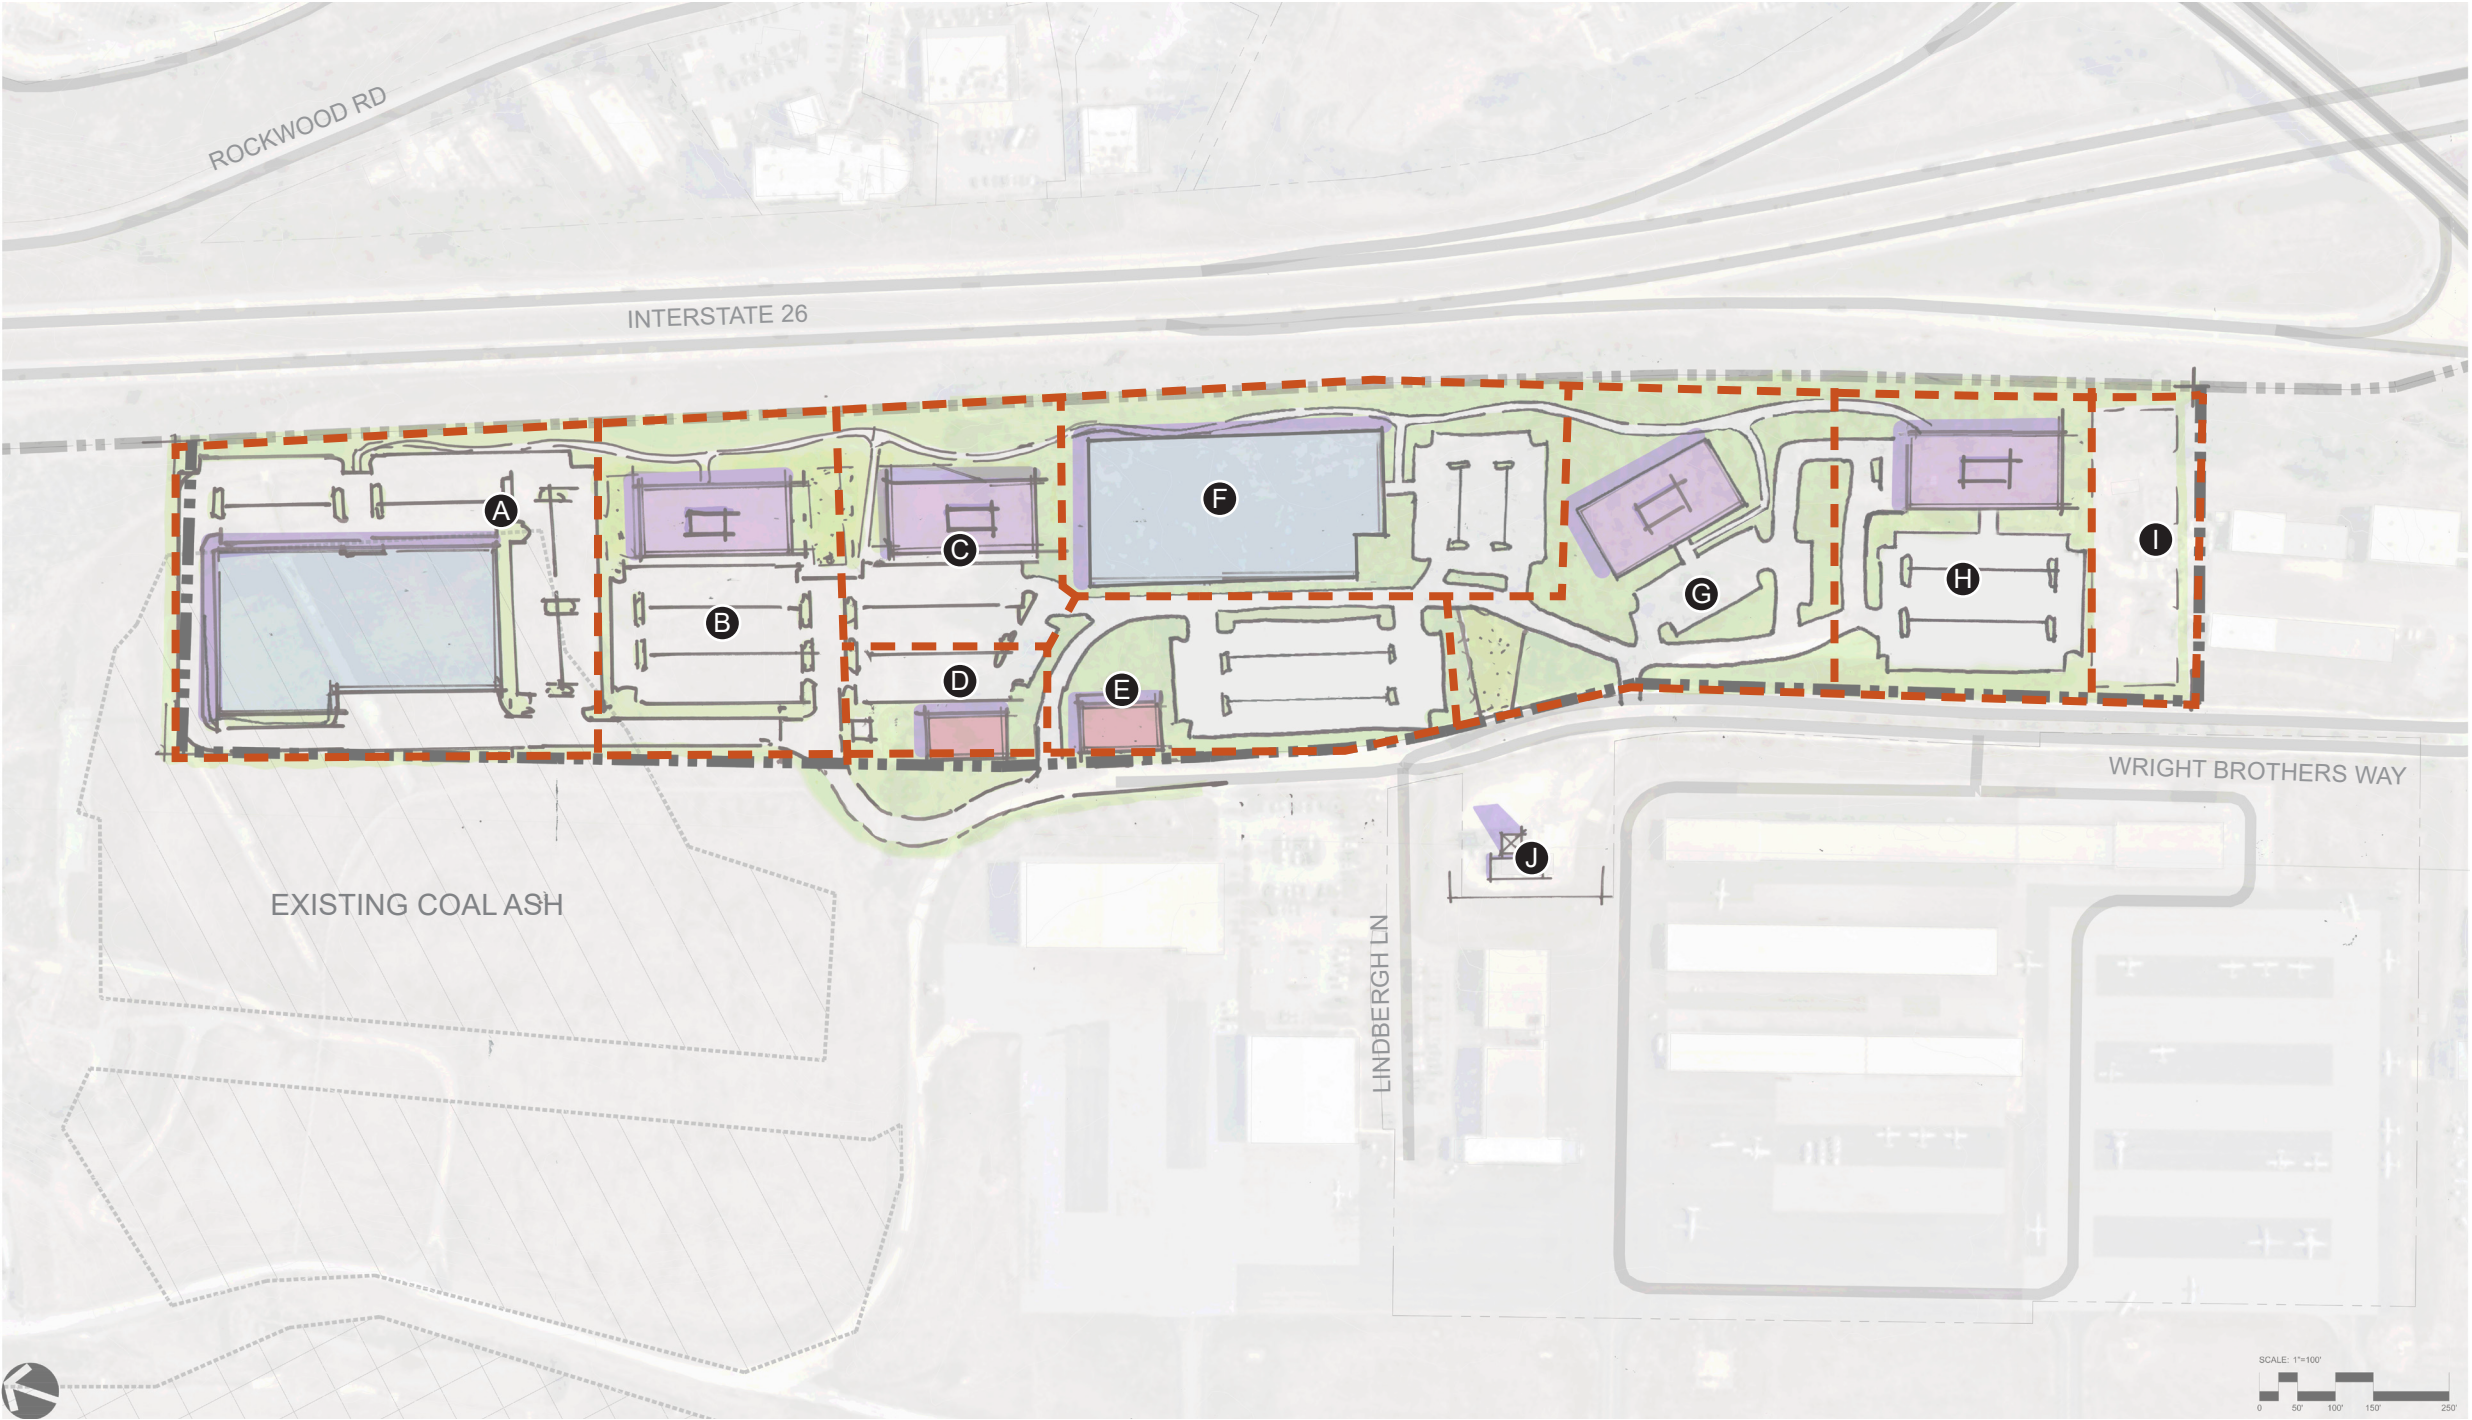 ROCKWOOD RD
INTERSTATE 26
A
B
C
D
E
F
G
H
I
J
WRIGHT BROTHERS WAY
EXISTING COAL ASH
LINDBERGH LN
SCALE: 1"=100'
0 50' 100' 150' 250'